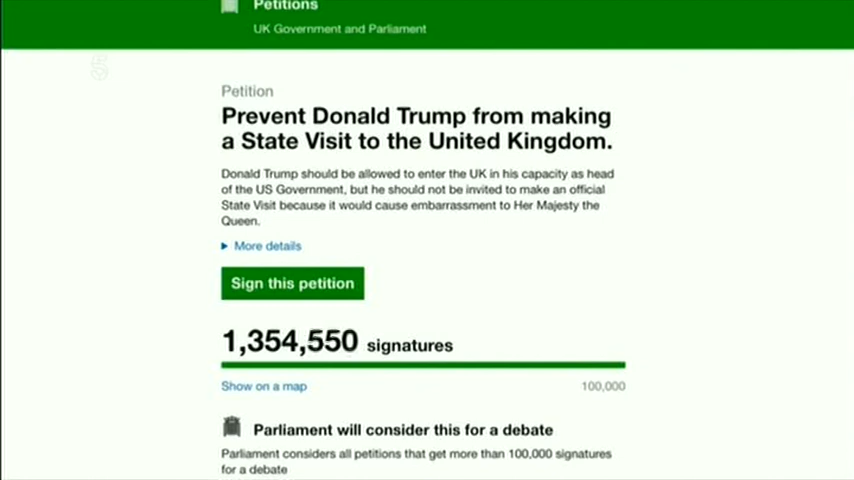 Petitions
UK Government and Parliament
Petition
Prevent Donald Trump from making
a State Visit to the United Kingdom.
Donald Trump should be allowed to enter the UK in his capacity as head
of the US Government, but he should not be invited to make an official
State Visit because it would cause embarrassment to Her Majesty the
Queen.
More details
Sign this petition
1,354,550 signatures
Show on a map 100,000
Parliament will consider this for a debate
Parliament considers all petitions that get more than 100,000 signatures
for a debate